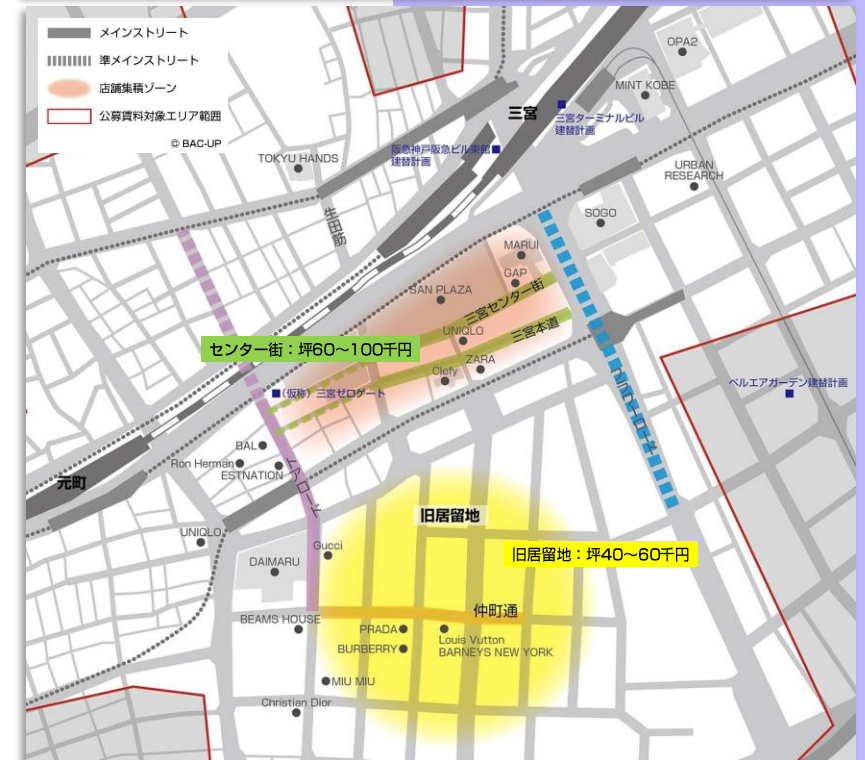 メインストリート
準メインストリート
店舗集積ゾーン
公募賃料対象エリア範囲
© BAC-UP
OPA2
MINT KOBE
三宮
三宮ターミナルビル
建替計画
阪急神戸阪急ビル東館
建替計画
TOKYU HANDS
URBAN
RESEARCH
生田筋
SOGO
MARUI
GAP
SAN PLAZA
三宮センター街
UNIQLO
三宮本通
センター街：坪60～100千円
ZARA
Clefy
(仮称) 三宮ゼロゲート
ベルエアガーデン建替計画
フラワーロード
BAL
Ron Herman
ESTNATION
トアロード
元町
旧居留地
UNIQLO
Gucci
旧居留地：坪40～60千円
DAIMARU
仲町通
BEAMS HOUSE
PRADA
Louis Vutton
BURBERRY
BARNEYS NEW YORK
MIU MIU
Christian Dior